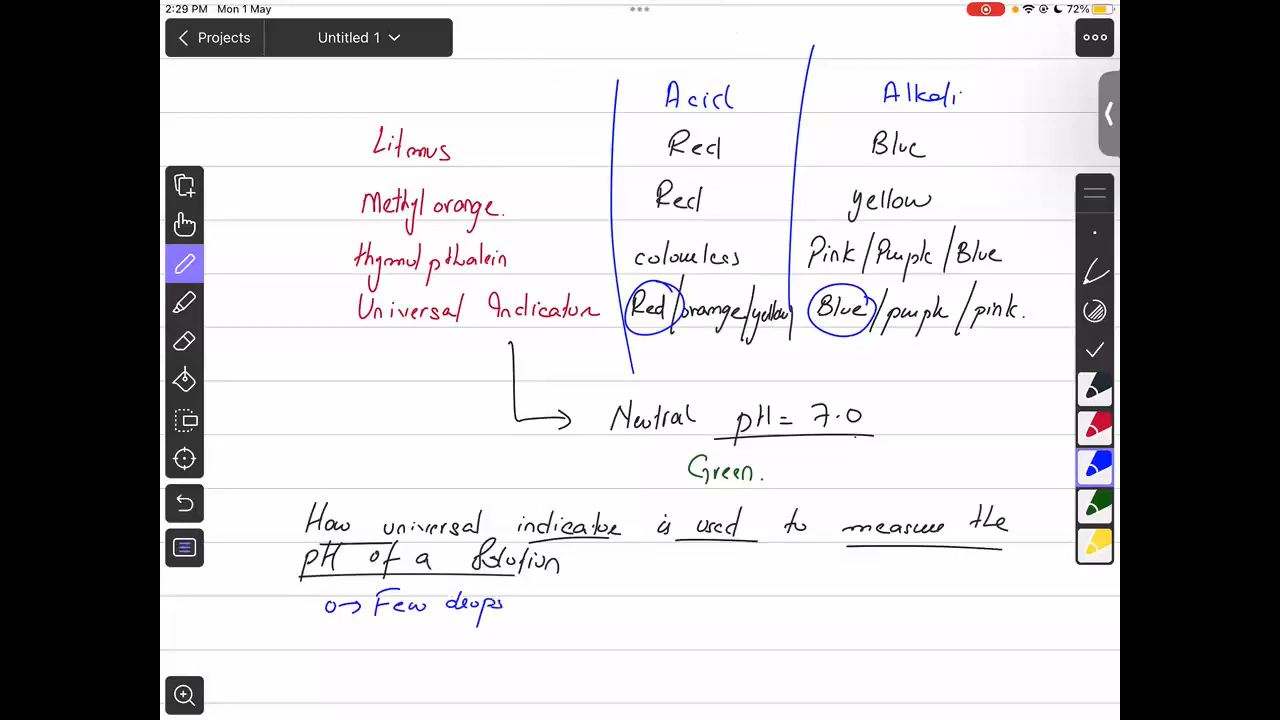 2:29 PM Mon 1 May
72%
Projects
Untitled 1
Acid Alkali
Litmus Red Blue
Methyl orange. Red yellow
thymolpthalein colourless Pink/Purple/Blue
Universal Indicator Red/orange/yellow Blue/purple/pink.
Neutral pH = 7.0
Green.
How universal indicator is used to measure the
pH of a Solution
o→ Few drops